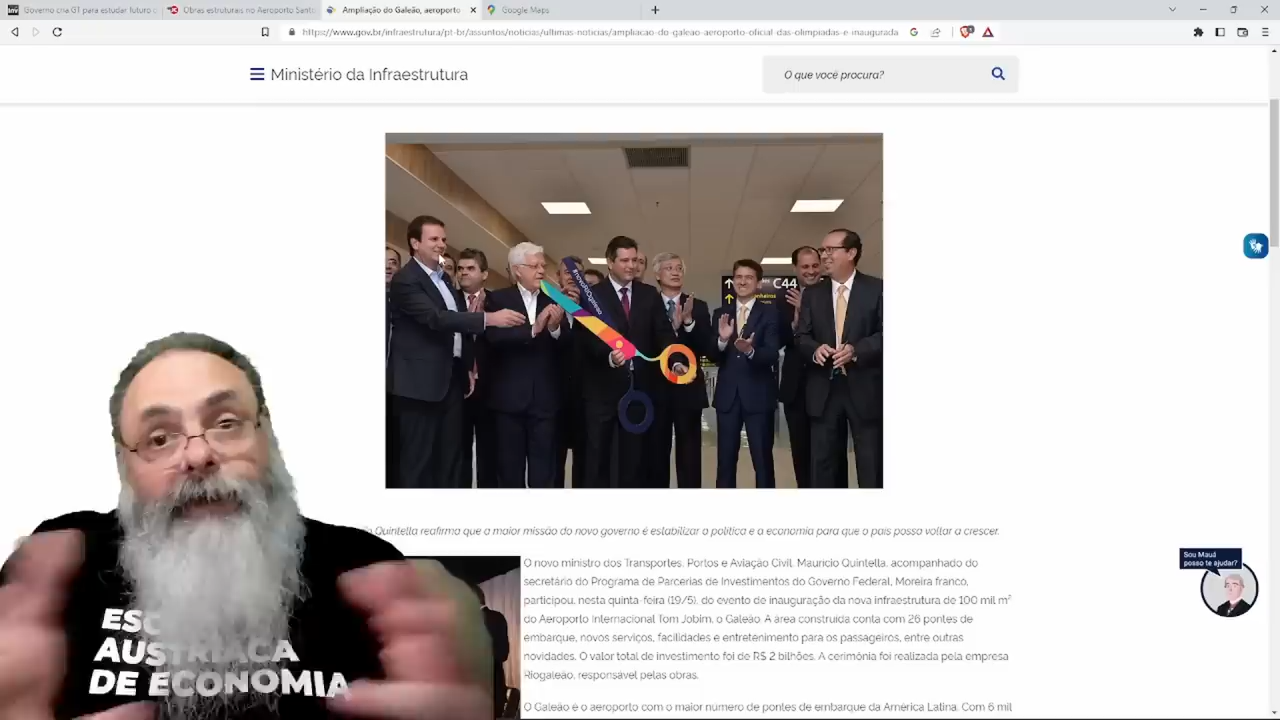 Governo cria GT para estudar futuro
Obras estruturais no Aeroporto Sant
Ampliação do Galeão, aeroporto
Google Maps
https://www.gov.br/infraestrutura/pt-br/assuntos/noticias/ultimas-noticias/ampliacao-do-galeao-aeroporto-oficial-das-olimpiadas-e-inaugurada
Ministério da Infraestrutura
O que você procura?
C44
Quintella reafirma que a maior missão do novo governo é estabilizar a política e a economia para que o país possa voltar a crescer.
O novo ministro dos Transportes, Portos e Aviação Civil, Maurício Quintella, acompanhado do
secretário do Programa de Parcerias de Investimentos do Governo Federal, Moreira franco,
participou, nesta quinta-feira (19/5), do evento de inauguração da nova infraestrutura de 100 mil m²
do Aeroporto Internacional Tom Jobim, o Galeão. A área construída conta com 26 pontes de
embarque, novos serviços, facilidades e entretenimento para os passageiros, entre outras
novidades. O valor total de investimento foi de R$ 2 bilhões. A cerimônia foi realizada pela empresa
Riogaleão, responsável pelas obras.
O Galeão é o aeroporto com o maior numero de pontes de embarque da América Latina. Com 6 mil
Sou Mauá
posso te ajudar?
AUSTRIACA
DE ECONOMIA